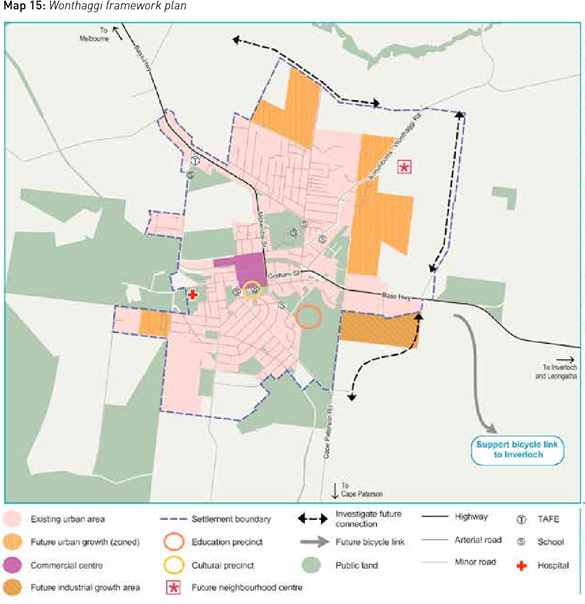 Map 15: Wonthaggi framework plan
To
Melbourne
Bass Hwy
Korumburra - Wonthaggi Rd
T
S
McKenzie St
S
S
S
Graham St
Bass Hwy
S
S
S
To Inverloch
and Leongatha
Cape Paterson Rd
Support bicycle link
to Inverloch
To
Cape Paterson
Existing urban area
Settlement boundary
Investigate future
connection
Highway
T TAFE
Future urban growth (zoned)
Education precinct
Future bicycle link
Arterial road
S School
Commercial centre
Cultural precinct
Public land
Minor road
Hospital
Future industrial growth area
Future neighbourhood centre